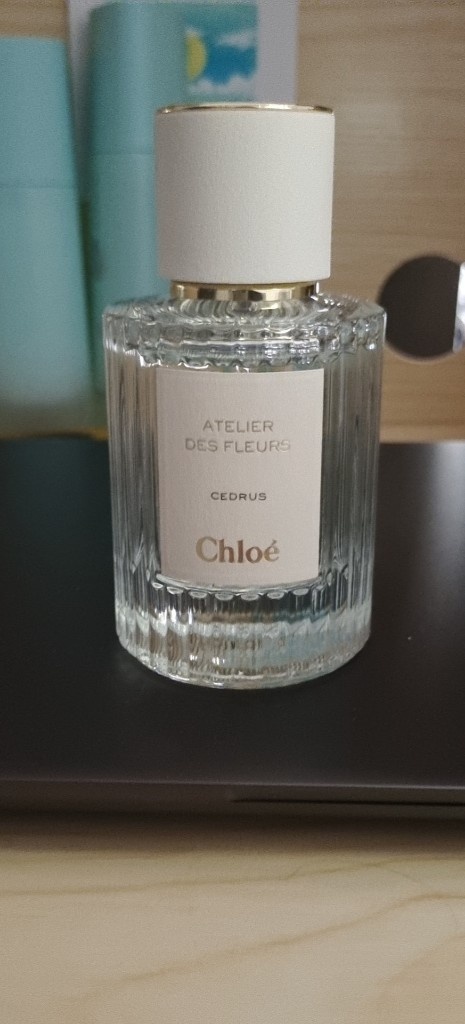 ATELIER
DES FLEURS
CEDRUS
Chloé